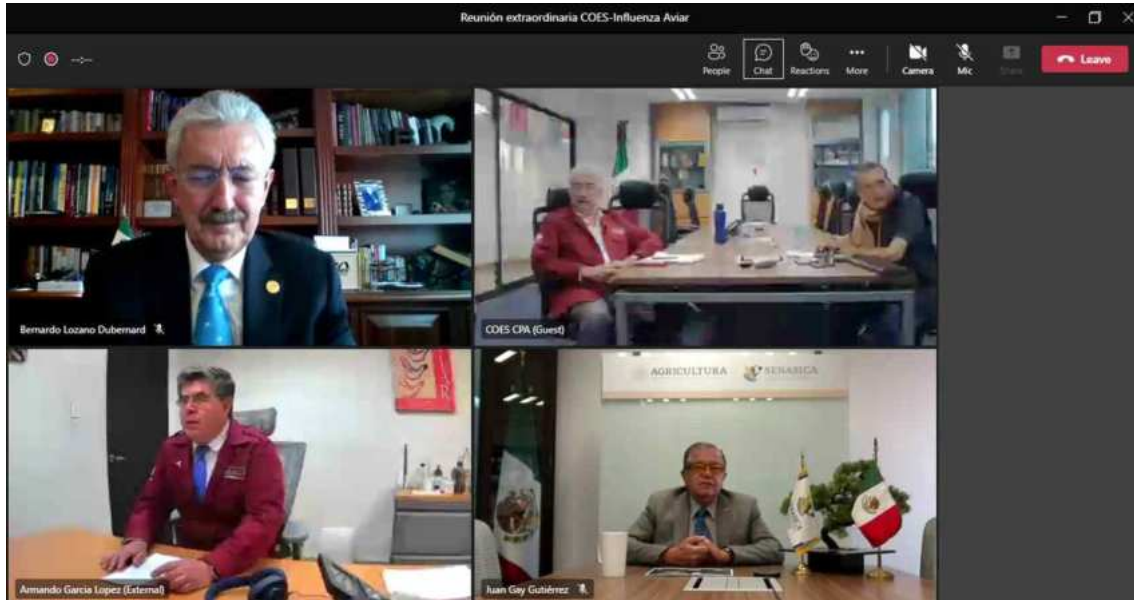 Reunión extraordinaria COES-Influenza Aviar
People
Chat
Reactions
More
Camera
Mic
Share
Leave
Bernardo Lozano Dubernard
COES CPA (Guest)
AGRICULTURA
SENASICA
Armando Garcia Lopez (External)
Juan Gay Gutiérrez